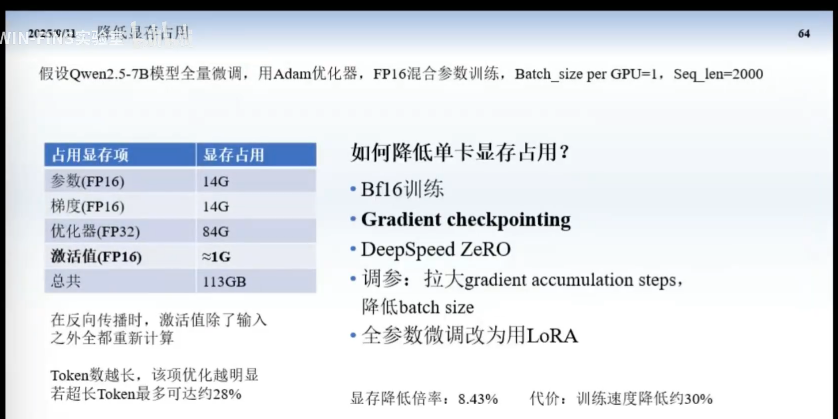 2025/9/11 降低显存占用
WIN-FINS实验室
64
假设Qwen2.5-7B模型全量微调，用Adam优化器，FP16混合参数训练，Batch_size per GPU=1，Seq_len=2000
占用显存项 显存占用
参数(FP16) 14G
梯度(FP16) 14G
优化器(FP32) 84G
激活值(FP16) ≈1G
总共 113GB
在反向传播时，激活值除了输入
之外全都重新计算
Token数越长，该项优化越明显
若超长Token最多可达约28%
如何降低单卡显存占用？
•Bf16训练
•Gradient checkpointing
•DeepSpeed ZeRO
•调参：拉大gradient accumulation steps，
降低batch size
•全参数微调改为用LoRA
显存降低倍率：8.43% 代价：训练速度降低约30%